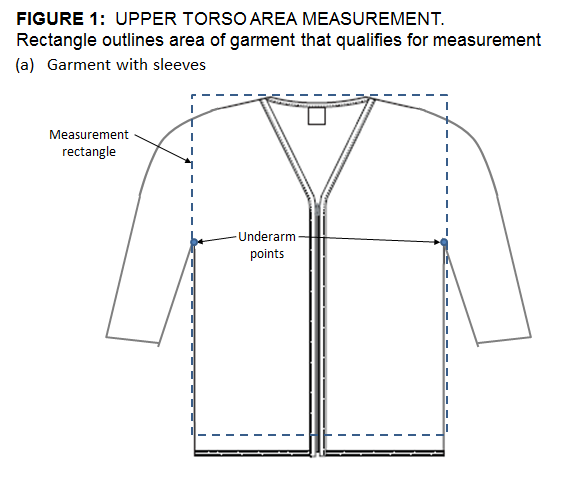 FIGURE 1:  UPPER TORSO AREA MEASUREMENT.
Rectangle outlines area of garment that qualifies for measurement
(a)   Garment with sleeves
Measurement
rectangle
Underarm
points